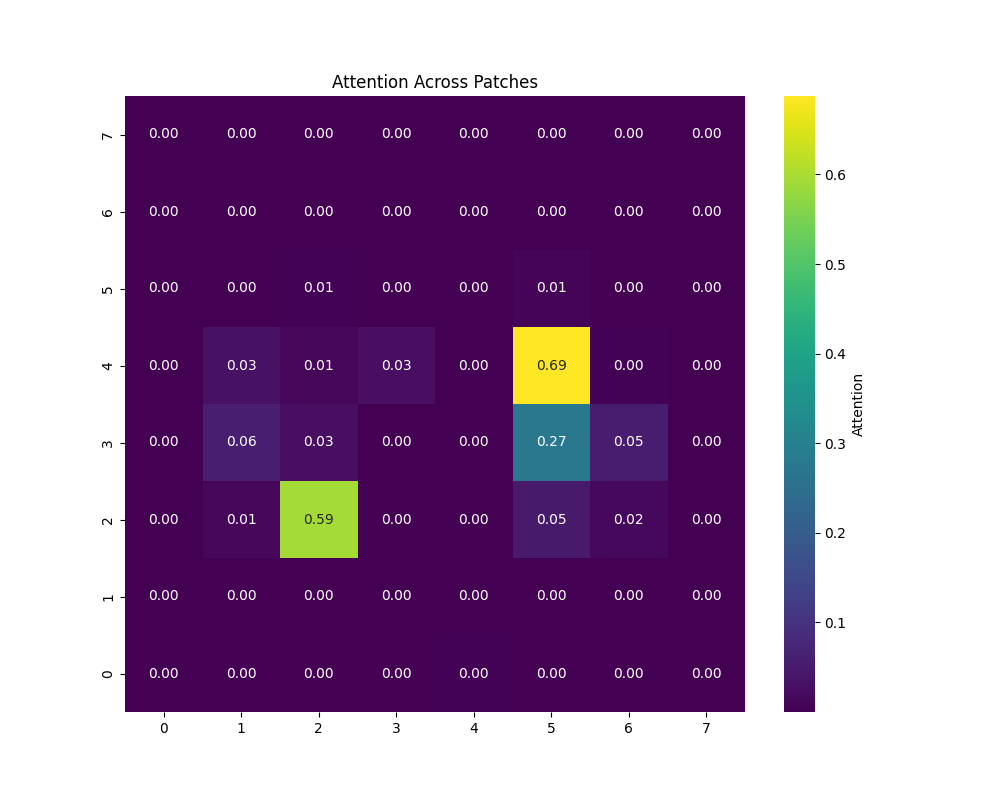 Attention Across Patches
7 0.00 0.00 0.00 0.00 0.00 0.00 0.00 0.00
6 0.00 0.00 0.00 0.00 0.00 0.00 0.00 0.00
5 0.00 0.00 0.01 0.00 0.00 0.01 0.00 0.00
4 0.00 0.03 0.01 0.03 0.00 0.69 0.00 0.00
3 0.00 0.06 0.03 0.00 0.00 0.27 0.05 0.00
2 0.00 0.01 0.59 0.00 0.00 0.05 0.02 0.00
1 0.00 0.00 0.00 0.00 0.00 0.00 0.00 0.00
0 0.00 0.00 0.00 0.00 0.00 0.00 0.00 0.00
0 1 2 3 4 5 6 7
0.6
0.5
0.4
0.3
0.2
0.1
Attention